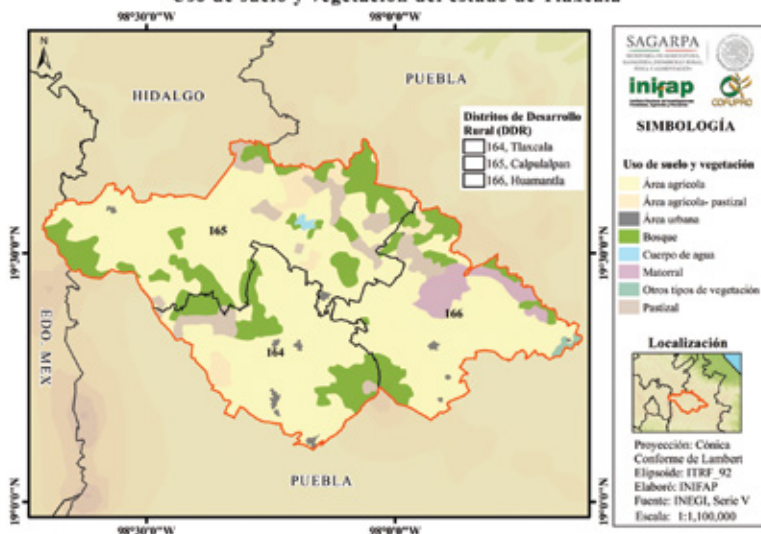 Uso de suelo y vegetación del estado de Tlaxcala
98°30'0"W
98°0'0"W
N
HIDALGO
PUEBLA
Distritos de Desarrollo
Rural (DDR)
164, Tlaxcala
165, Calpulalpan
166, Huamantla
165
166
164
EDO. MEX
PUEBLA
19°30'0"N
19°0'0"N
19°30'0"N
19°0'0"N
98°30'0"W
98°0'0"W
SAGARPA
inifap
COFUPRO
SIMBOLOGÍA
Uso de suelo y vegetación
Área agrícola
Área agrícola- pastizal
Área urbana
Bosque
Cuerpo de agua
Matorral
Otros tipos de vegetación
Pastizal
Localización
Proyección: Cónica
Conforme de Lambert
Elipsoide: ITRF_92
Elaboró: INIFAP
Fuente: INEGI, Serie V
Escala: 1:1,100,000